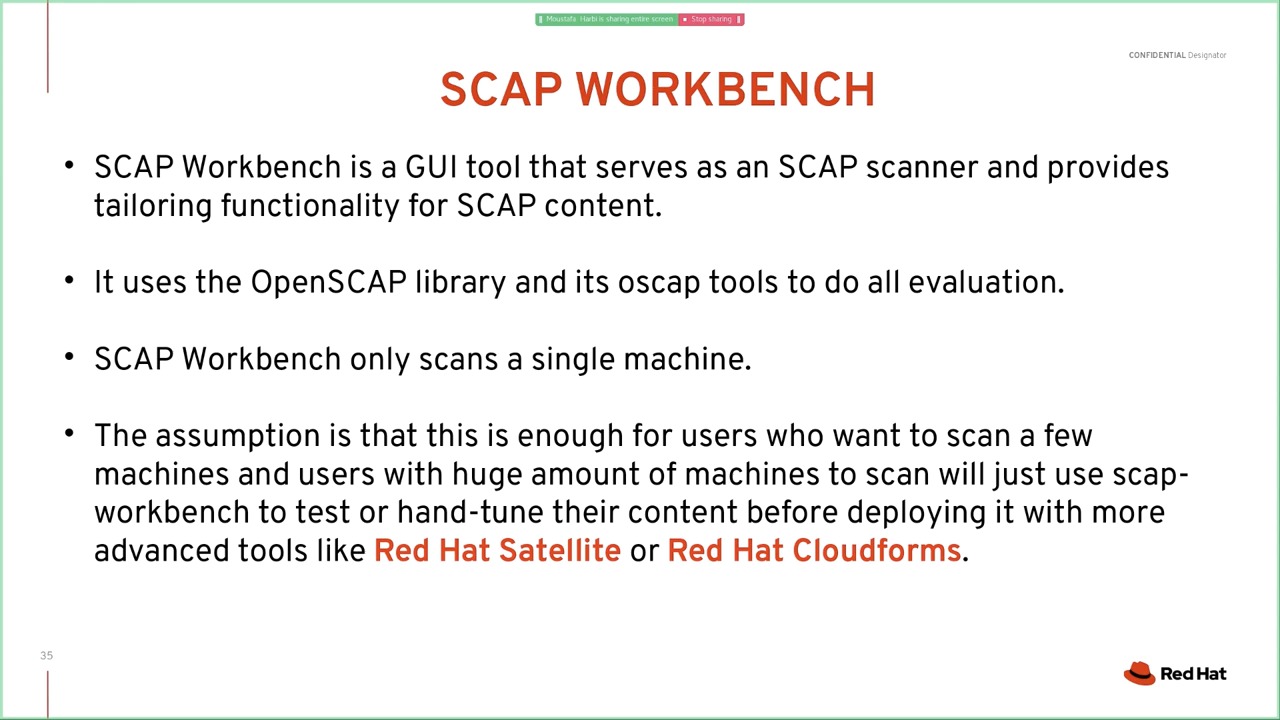 Moustafa Harbi is sharing entire screen Stop sharing
CONFIDENTIAL Designator
SCAP WORKBENCH
• SCAP Workbench is a GUI tool that serves as an SCAP scanner and provides
tailoring functionality for SCAP content.
• It uses the OpenSCAP library and its oscap tools to do all evaluation.
• SCAP Workbench only scans a single machine.
• The assumption is that this is enough for users who want to scan a few
machines and users with huge amount of machines to scan will just use scap-
workbench to test or hand-tune their content before deploying it with more
advanced tools like Red Hat Satellite or Red Hat Cloudforms.
35
Red Hat